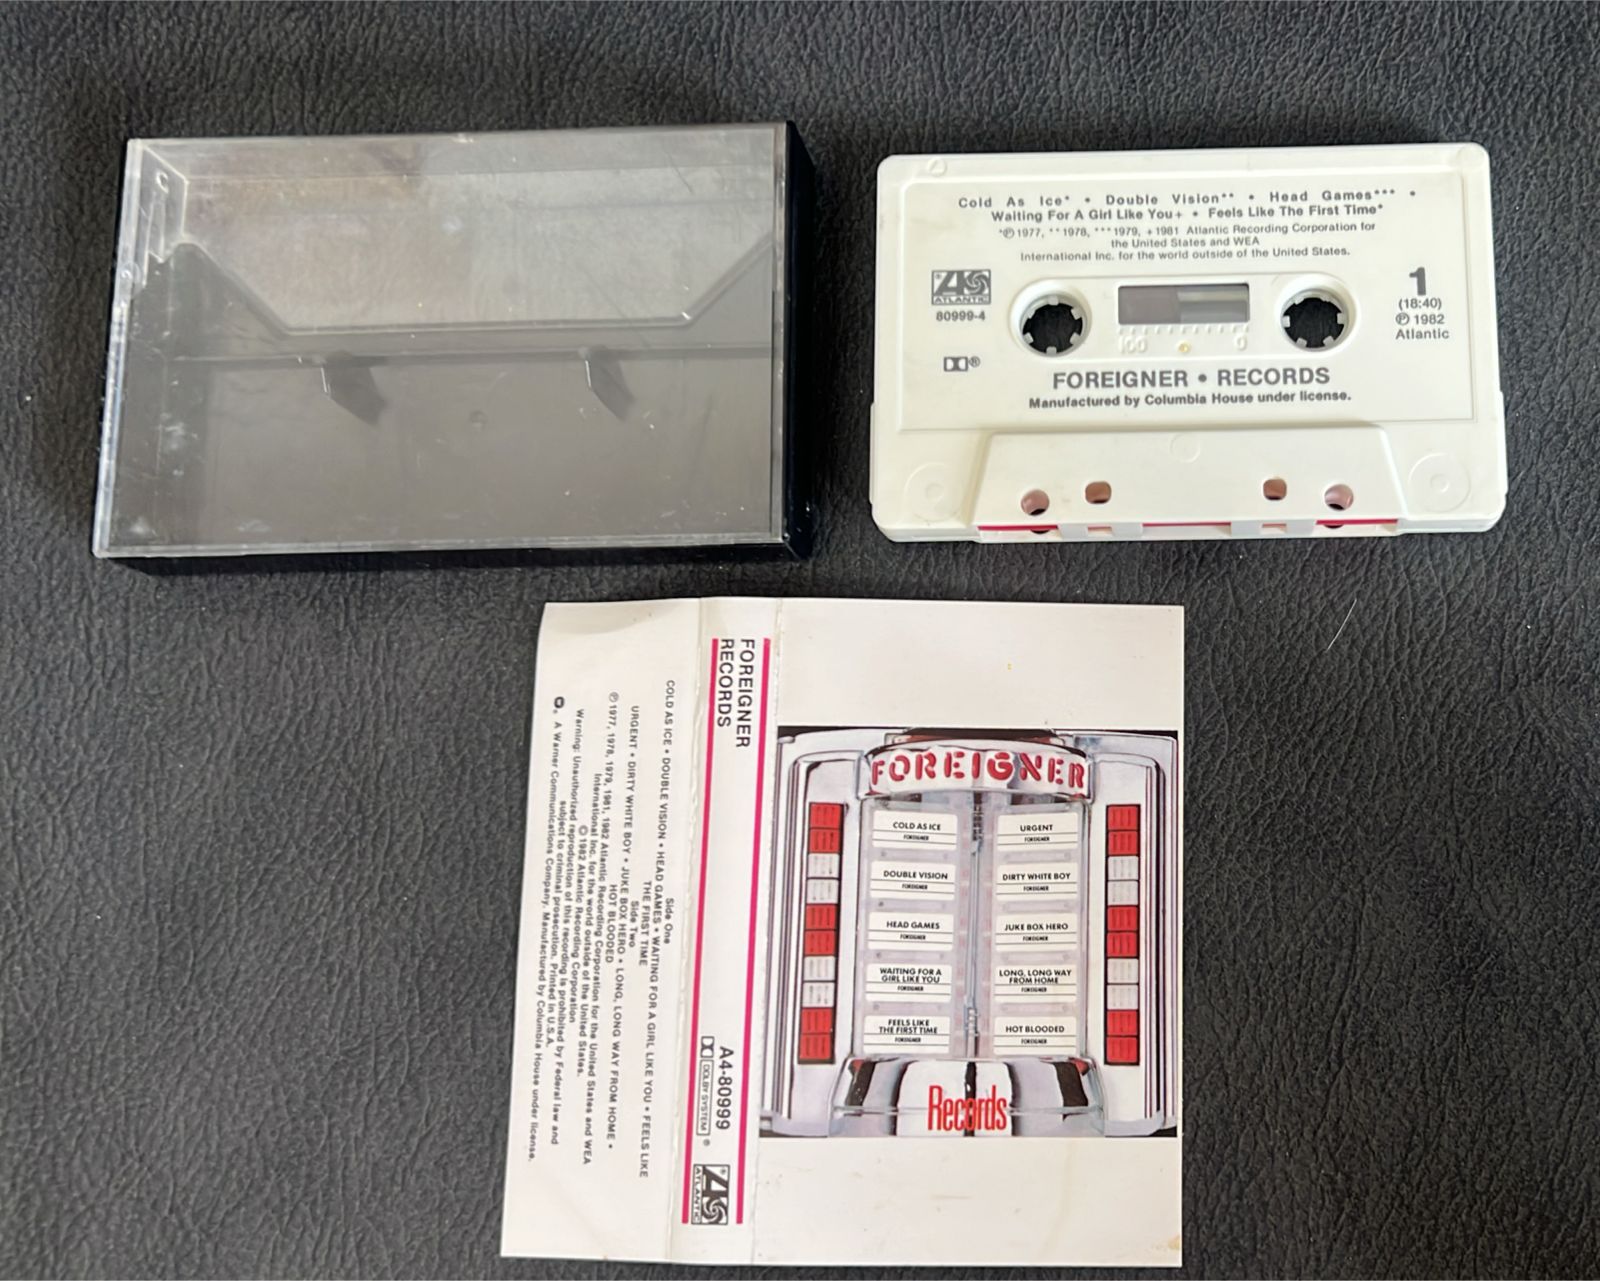 Cold As Ice* • Double Vision** • Head Games*** •
Waiting For A Girl Like You+ • Feels Like The First Time*
*℗ 1977, **1978, ***1979, +1981 Atlantic Recording Corporation for
the United States and WEA
International Inc. for the world outside of the United States.
ATLANTIC
80999-4
1
(18:40)
℗ 1982
Atlantic
100 0
FOREIGNER • RECORDS
Manufactured by Columbia House under license.
FOREIGNER
RECORDS
A4-80999
DOLBY SYSTEM ®
ATLANTIC
Side One
COLD AS ICE • DOUBLE VISION • HEAD GAMES • WAITING FOR A GIRL LIKE YOU • FEELS LIKE
THE FIRST TIME
Side Two
URGENT • DIRTY WHITE BOY • JUKE BOX HERO • LONG, LONG WAY FROM HOME •
HOT BLOODED
℗ 1977, 1978, 1979, 1981, 1982 Atlantic Recording Corporation for the United States and WEA
International Inc. for the world outside of the United States.
© 1982 Atlantic Recording Corporation
Warning: Unauthorized reproduction of this recording is prohibited by Federal law and
subject to criminal prosecution. Printed in U.S.A.
A Warner Communications Company. Manufactured by Columbia House under license.
FOREIGNER
COLD AS ICE
FOREIGNER
DOUBLE VISION
FOREIGNER
HEAD GAMES
FOREIGNER
WAITING FOR A
GIRL LIKE YOU
FOREIGNER
FEELS LIKE
THE FIRST TIME
FOREIGNER
URGENT
FOREIGNER
DIRTY WHITE BOY
FOREIGNER
JUKE BOX HERO
FOREIGNER
LONG, LONG WAY
FROM HOME
FOREIGNER
HOT BLOODED
FOREIGNER
Records